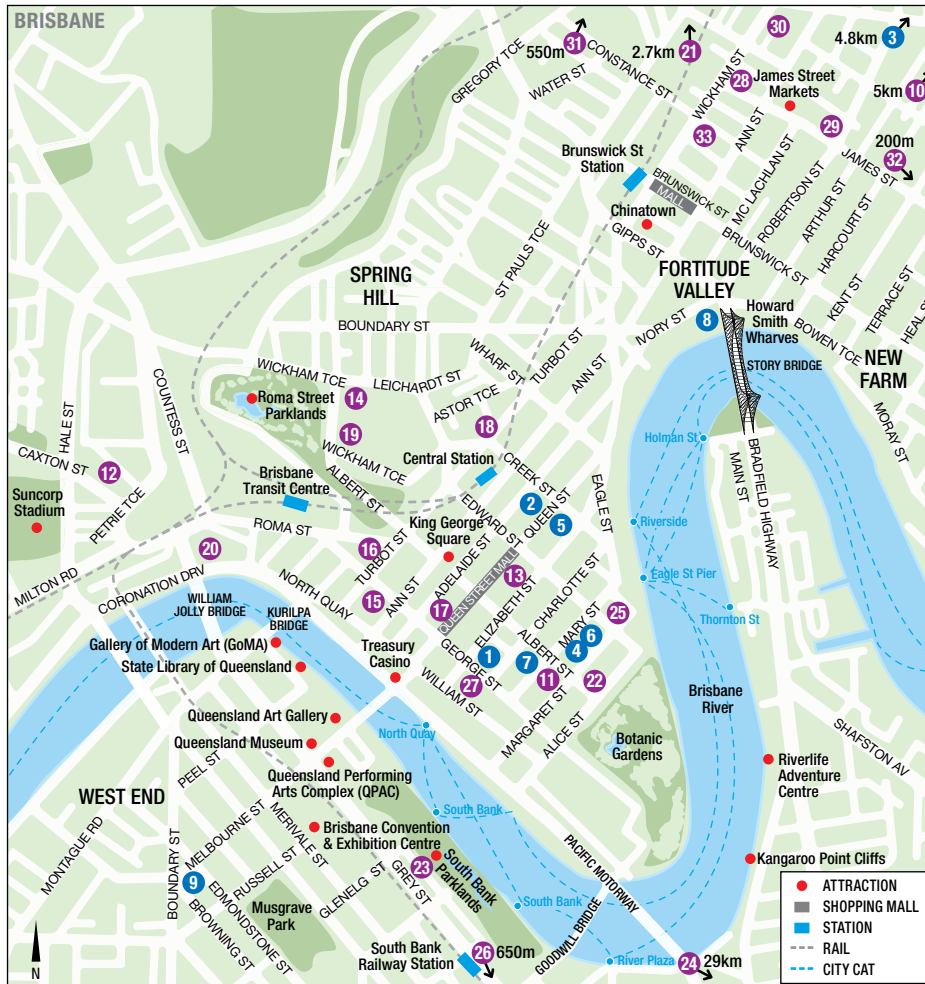 BRISBANE
30
3
4.8km
31
550m
21
2.7km
GREGORY TCE
CONSTANCE ST
WATER ST
WICKHAM ST
28
James Street
Markets
5km
10
33
ANN ST
29
200m
32
JAMES ST
Brunswick St
Station
BRUNSWICK ST
MALL
MC LACHLAN ST
ROBERTSON ST
ARTHUR ST
HARCOURT ST
Chinatown
GIPPS ST
BRUNSWICK ST
ST PAULS TCE
KENT ST
TERRACE ST
HEAL ST
SPRING
HILL
FORTITUDE
VALLEY
8
Howard
Smith
Wharves
IVORY ST
BOWEN TCE
NEW
FARM
STORY BRIDGE
MORAY ST
BOUNDARY ST
WHARF ST
TURBOT ST
ANN ST
WICKHAM TCE
LEICHARDT ST
ASTOR TCE
14
Roma Street
Parklands
COUNTESS ST
HALE ST
18
19
WICKHAM TCE
Holman St
MAIN ST
BRADFIELD HIGHWAY
CAXTON ST
12
PETRIE TCE
Suncorp
Stadium
Brisbane
Transit Centre
ALBERT ST
Central Station
CREEK ST
EAGLE ST
2
QUEEN ST
5
EDWARD ST
Riverside
ROMA ST
King George
Square
16
TURBOT ST
20
MILTON RD
CORONATION DRV
NORTH QUAY
ADELAIDE ST
QUEEN STREET MALL
13
Eagle St Pier
15
ANN ST
17
ELIZABETH ST
CHARLOTTE ST
MARY ST
25
Thornton St
WILLIAM
JOLLY BRIDGE
KURILPA
BRIDGE
Gallery of Modern Art (GoMA)
State Library of Queensland
Treasury
Casino
GEORGE ST
1
ALBERT ST
6
4
7
27
11
22
WILLIAM ST
MARGARET ST
ALICE ST
Brisbane
River
Queensland Art Gallery
North Quay
Queensland Museum
Botanic
Gardens
SHAFSTON AV
PEEL ST
Queensland Performing
Arts Complex (QPAC)
Riverlife
Adventure
Centre
WEST END
South Bank
MONTAGUE RD
BOUNDARY ST
MELBOURNE ST
MERIVALE ST
Brisbane Convention
& Exhibition Centre
PACIFIC MOTORWAY
Kangaroo Point Cliffs
9
RUSSELL ST
GLENELG ST
GREY ST
23
South Bank
Parklands
EDMONDSTONE ST
BROWNING ST
Musgrave
Park
South Bank
GOODWILL BRIDGE
South Bank
Railway Station
26
650m
River Plaza
24
29km
N
ATTRACTION
SHOPPING MALL
STATION
RAIL
CITY CAT